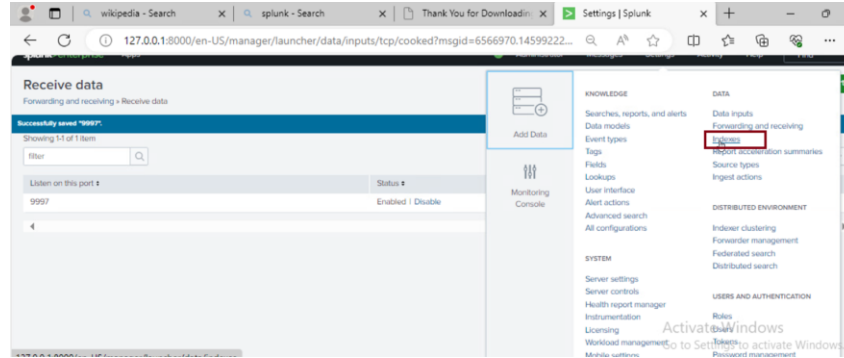 wikipedia - Search
splunk - Search
Thank You for Downloading
Settings | Splunk
127.0.0.1:8000/en-US/manager/launcher/data/inputs/tcp/cooked?msgid=6566970.14599222...
Receive data
Forwarding and receiving » Receive data
Successfully saved "9997".
Showing 1-1 of 1 item
filter
Listen on this port
Status
9997
Enabled | Disable
Add Data
Monitoring
Console
KNOWLEDGE
Searches, reports, and alerts
Data models
Event types
Tags
Fields
Lookups
User interface
Alert actions
Advanced search
All configurations
SYSTEM
Server settings
Server controls
Health report manager
Instrumentation
Licensing
Workload management
Mobile settings
DATA
Data inputs
Forwarding and receiving
Indexes
Report acceleration summaries
Source types
Ingest actions
DISTRIBUTED ENVIRONMENT
Indexer clustering
Forwarder management
Federated search
Distributed search
USERS AND AUTHENTICATION
Roles
Users
Tokens
Password management
Activate Windows
Go to Settings to activate Windows